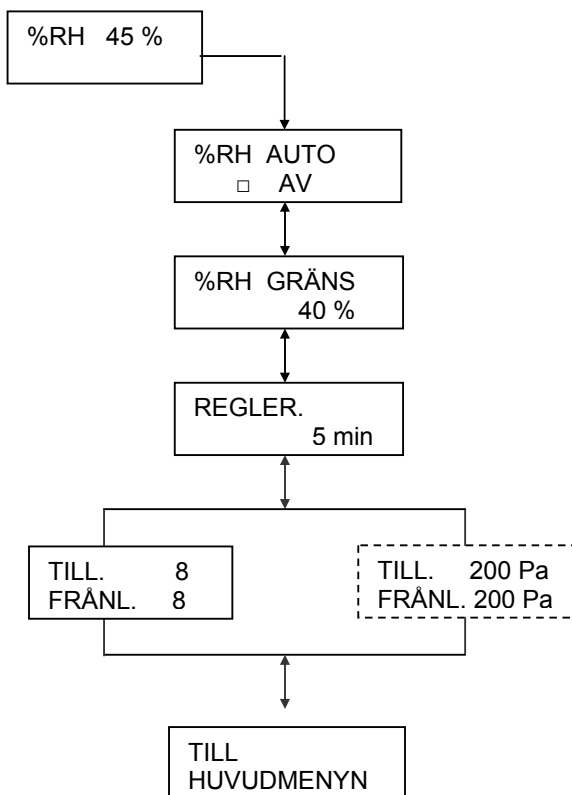 %RH 45 %
%RH AUTO
□ AV
%RH GRÄNS
40 %
REGLER.
5 min
TILL. 8
FRÅNL. 8
TILL. 200 Pa
FRÅNL. 200 Pa
TILL
HUVUDMENYN